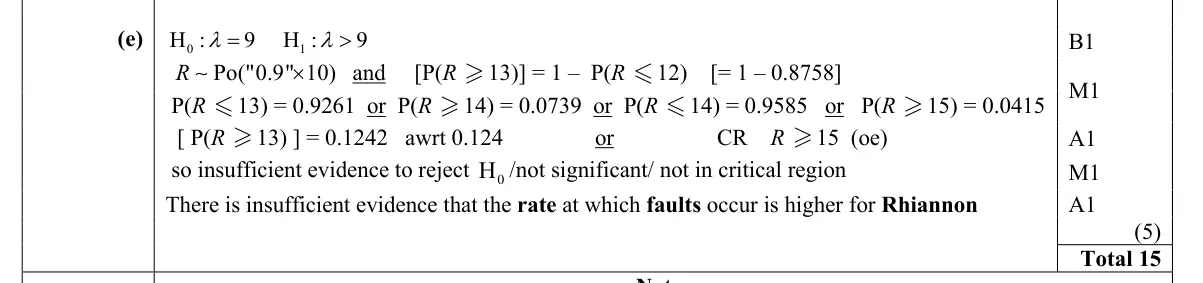 (e) H₀ : λ = 9 H₁ : λ > 9 B1
R ~ Po("0.9"×10) and [P(R ⩾ 13)] = 1 – P(R ⩽ 12) [= 1 – 0.8758]
M1
P(R ⩽ 13) = 0.9261 or P(R ⩾ 14) = 0.0739 or P(R ⩽ 14) = 0.9585 or P(R ⩾ 15) = 0.0415
[ P(R ⩾ 13) ] = 0.1242 awrt 0.124 or CR R ⩾ 15 (oe) A1
so insufficient evidence to reject H₀ /not significant/ not in critical region M1
There is insufficient evidence that the rate at which faults occur is higher for Rhiannon A1
(5)
Total 15